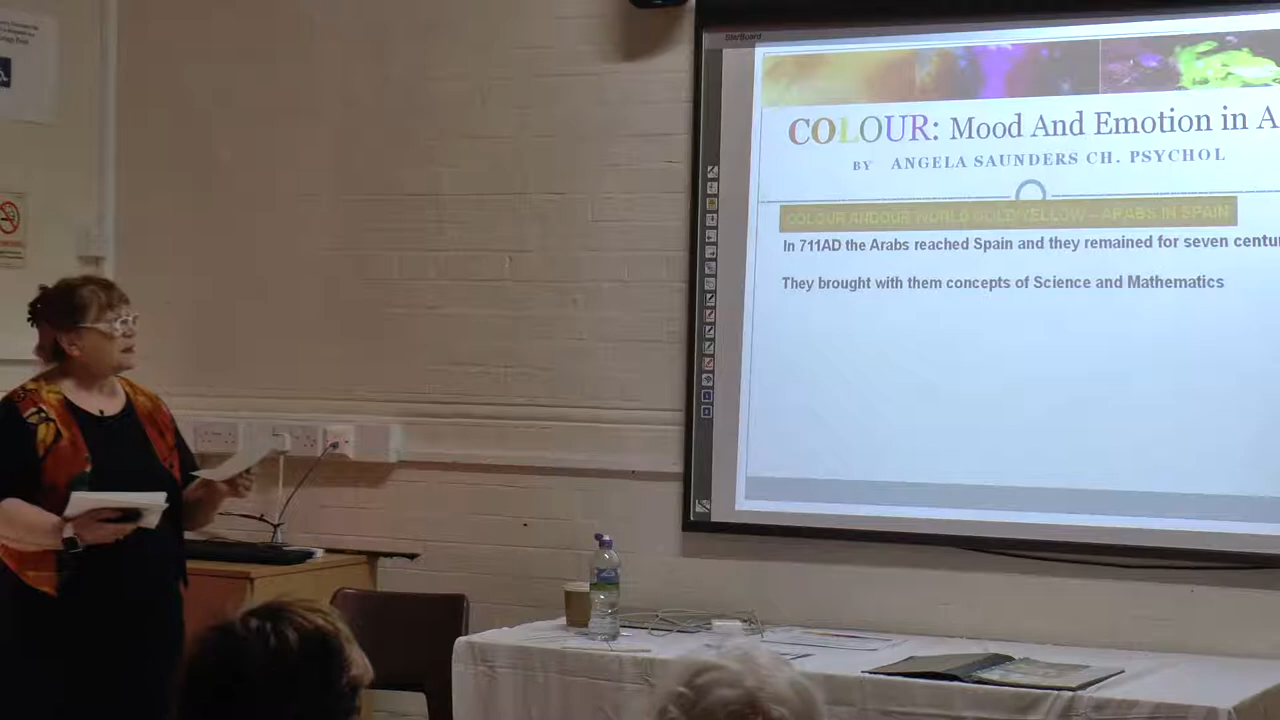 StarBoard
COLOUR: Mood And Emotion in A
BY ANGELA SAUNDERS CH. PSYCHOL
COLOUR ANDOUR WORLD GOLD/YELLOW – ARABS IN SPAIN
In 711AD the Arabs reached Spain and they remained for seven centu
They brought with them concepts of Science and Mathematics